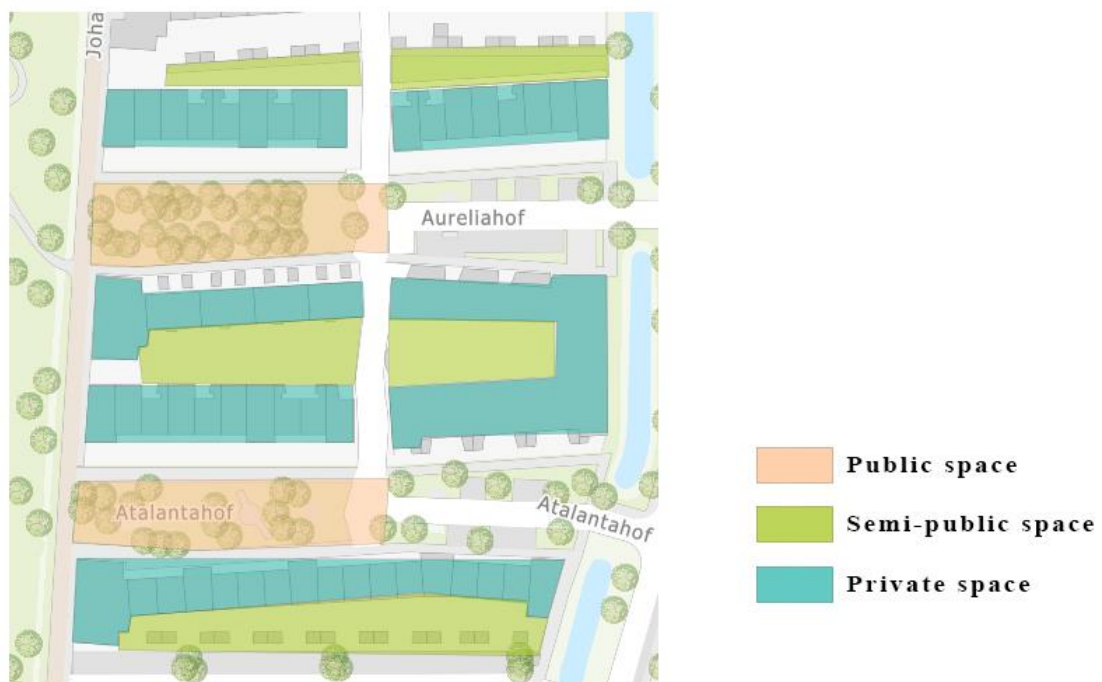 Joha
Aureliahof
Atalantahof
Atalantahof
Public space
Semi-public space
Private space